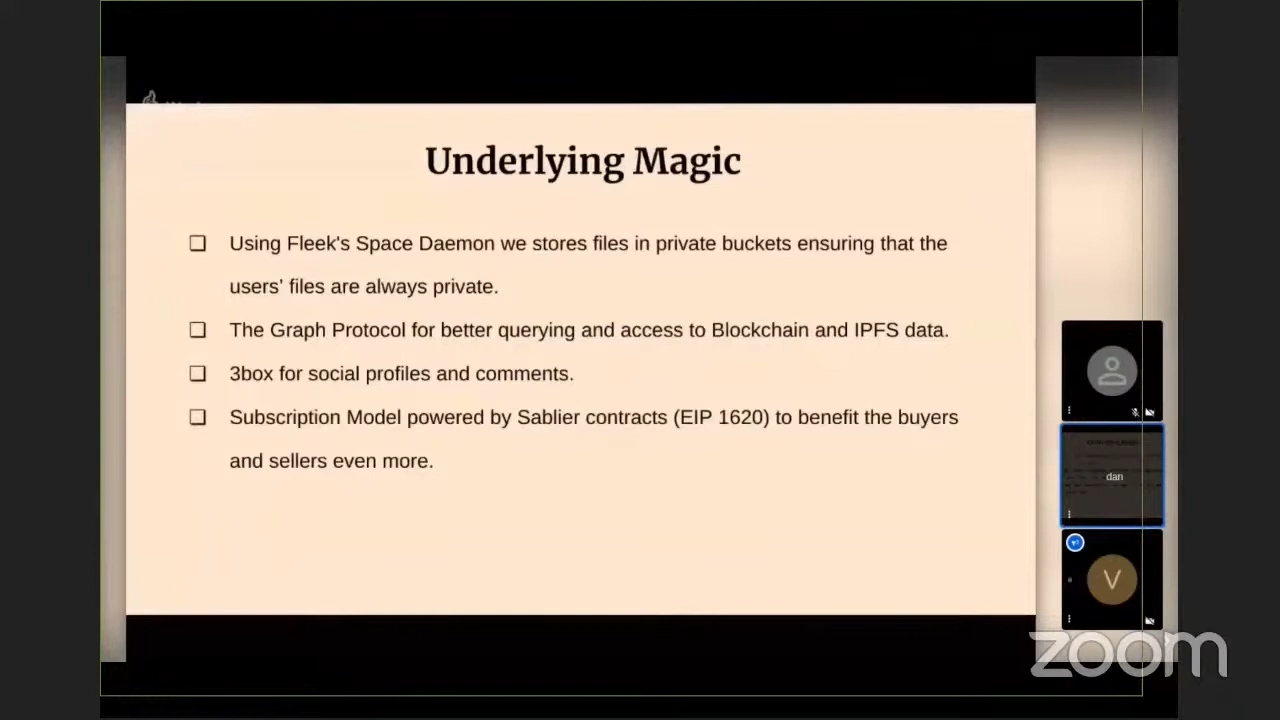 Underlying Magic
❏ Using Fleek's Space Daemon we stores files in private buckets ensuring that the
users' files are always private.
❏ The Graph Protocol for better querying and access to Blockchain and IPFS data.
❏ 3box for social profiles and comments.
❏ Subscription Model powered by Sablier contracts (EIP 1620) to benefit the buyers
and sellers even more.
dan
V
zoom